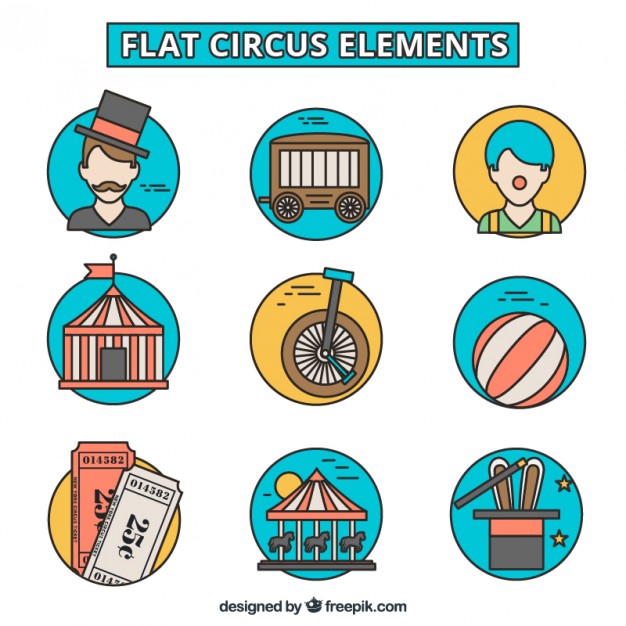 FLAT CIRCUS ELEMENTS
014582
25¢
014582
25¢
designed by freepik.com